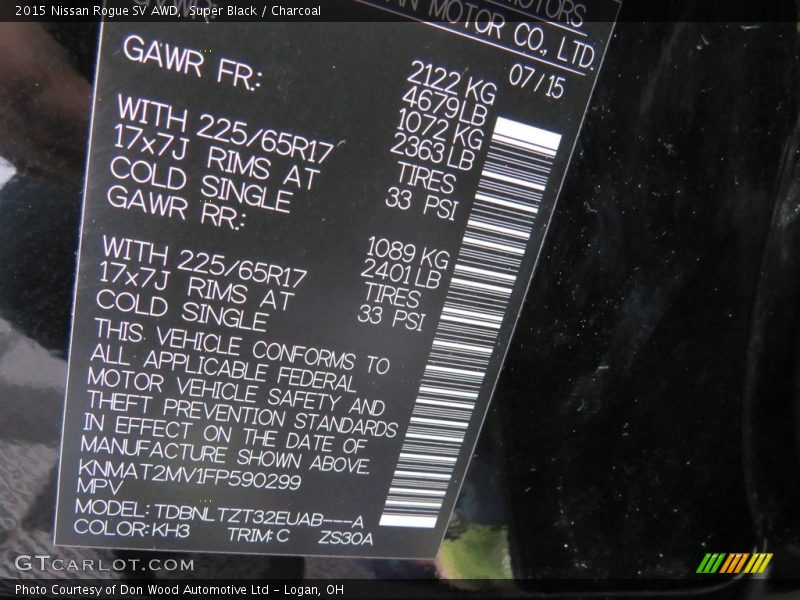 2015 Nissan Rogue SV AWD, Super Black / Charcoal
MOTORS
MOTOR CO., LTD.
07/15
2122 KG
4679 LB
GAWR FR: 1072 KG
2363 LB
WITH 225/65R17 TIRES
17x7J RIMS AT 33 PSI
COLD SINGLE
GAWR RR: 1089 KG
2401 LB
WITH 225/65R17 TIRES
17x7J RIMS AT 33 PSI
COLD SINGLE
THIS VEHICLE CONFORMS TO
ALL APPLICABLE FEDERAL
MOTOR VEHICLE SAFETY AND
THEFT PREVENTION STANDARDS
IN EFFECT ON THE DATE OF
MANUFACTURE SHOWN ABOVE.
KNMAT2MV1FP590299
MPV
MODEL: TDBNLTZT32EUAB---A
COLOR: KH3 TRIM: C ZS30A
GTCARLOT.COM
Photo Courtesy of Don Wood Automotive Ltd - Logan, OH